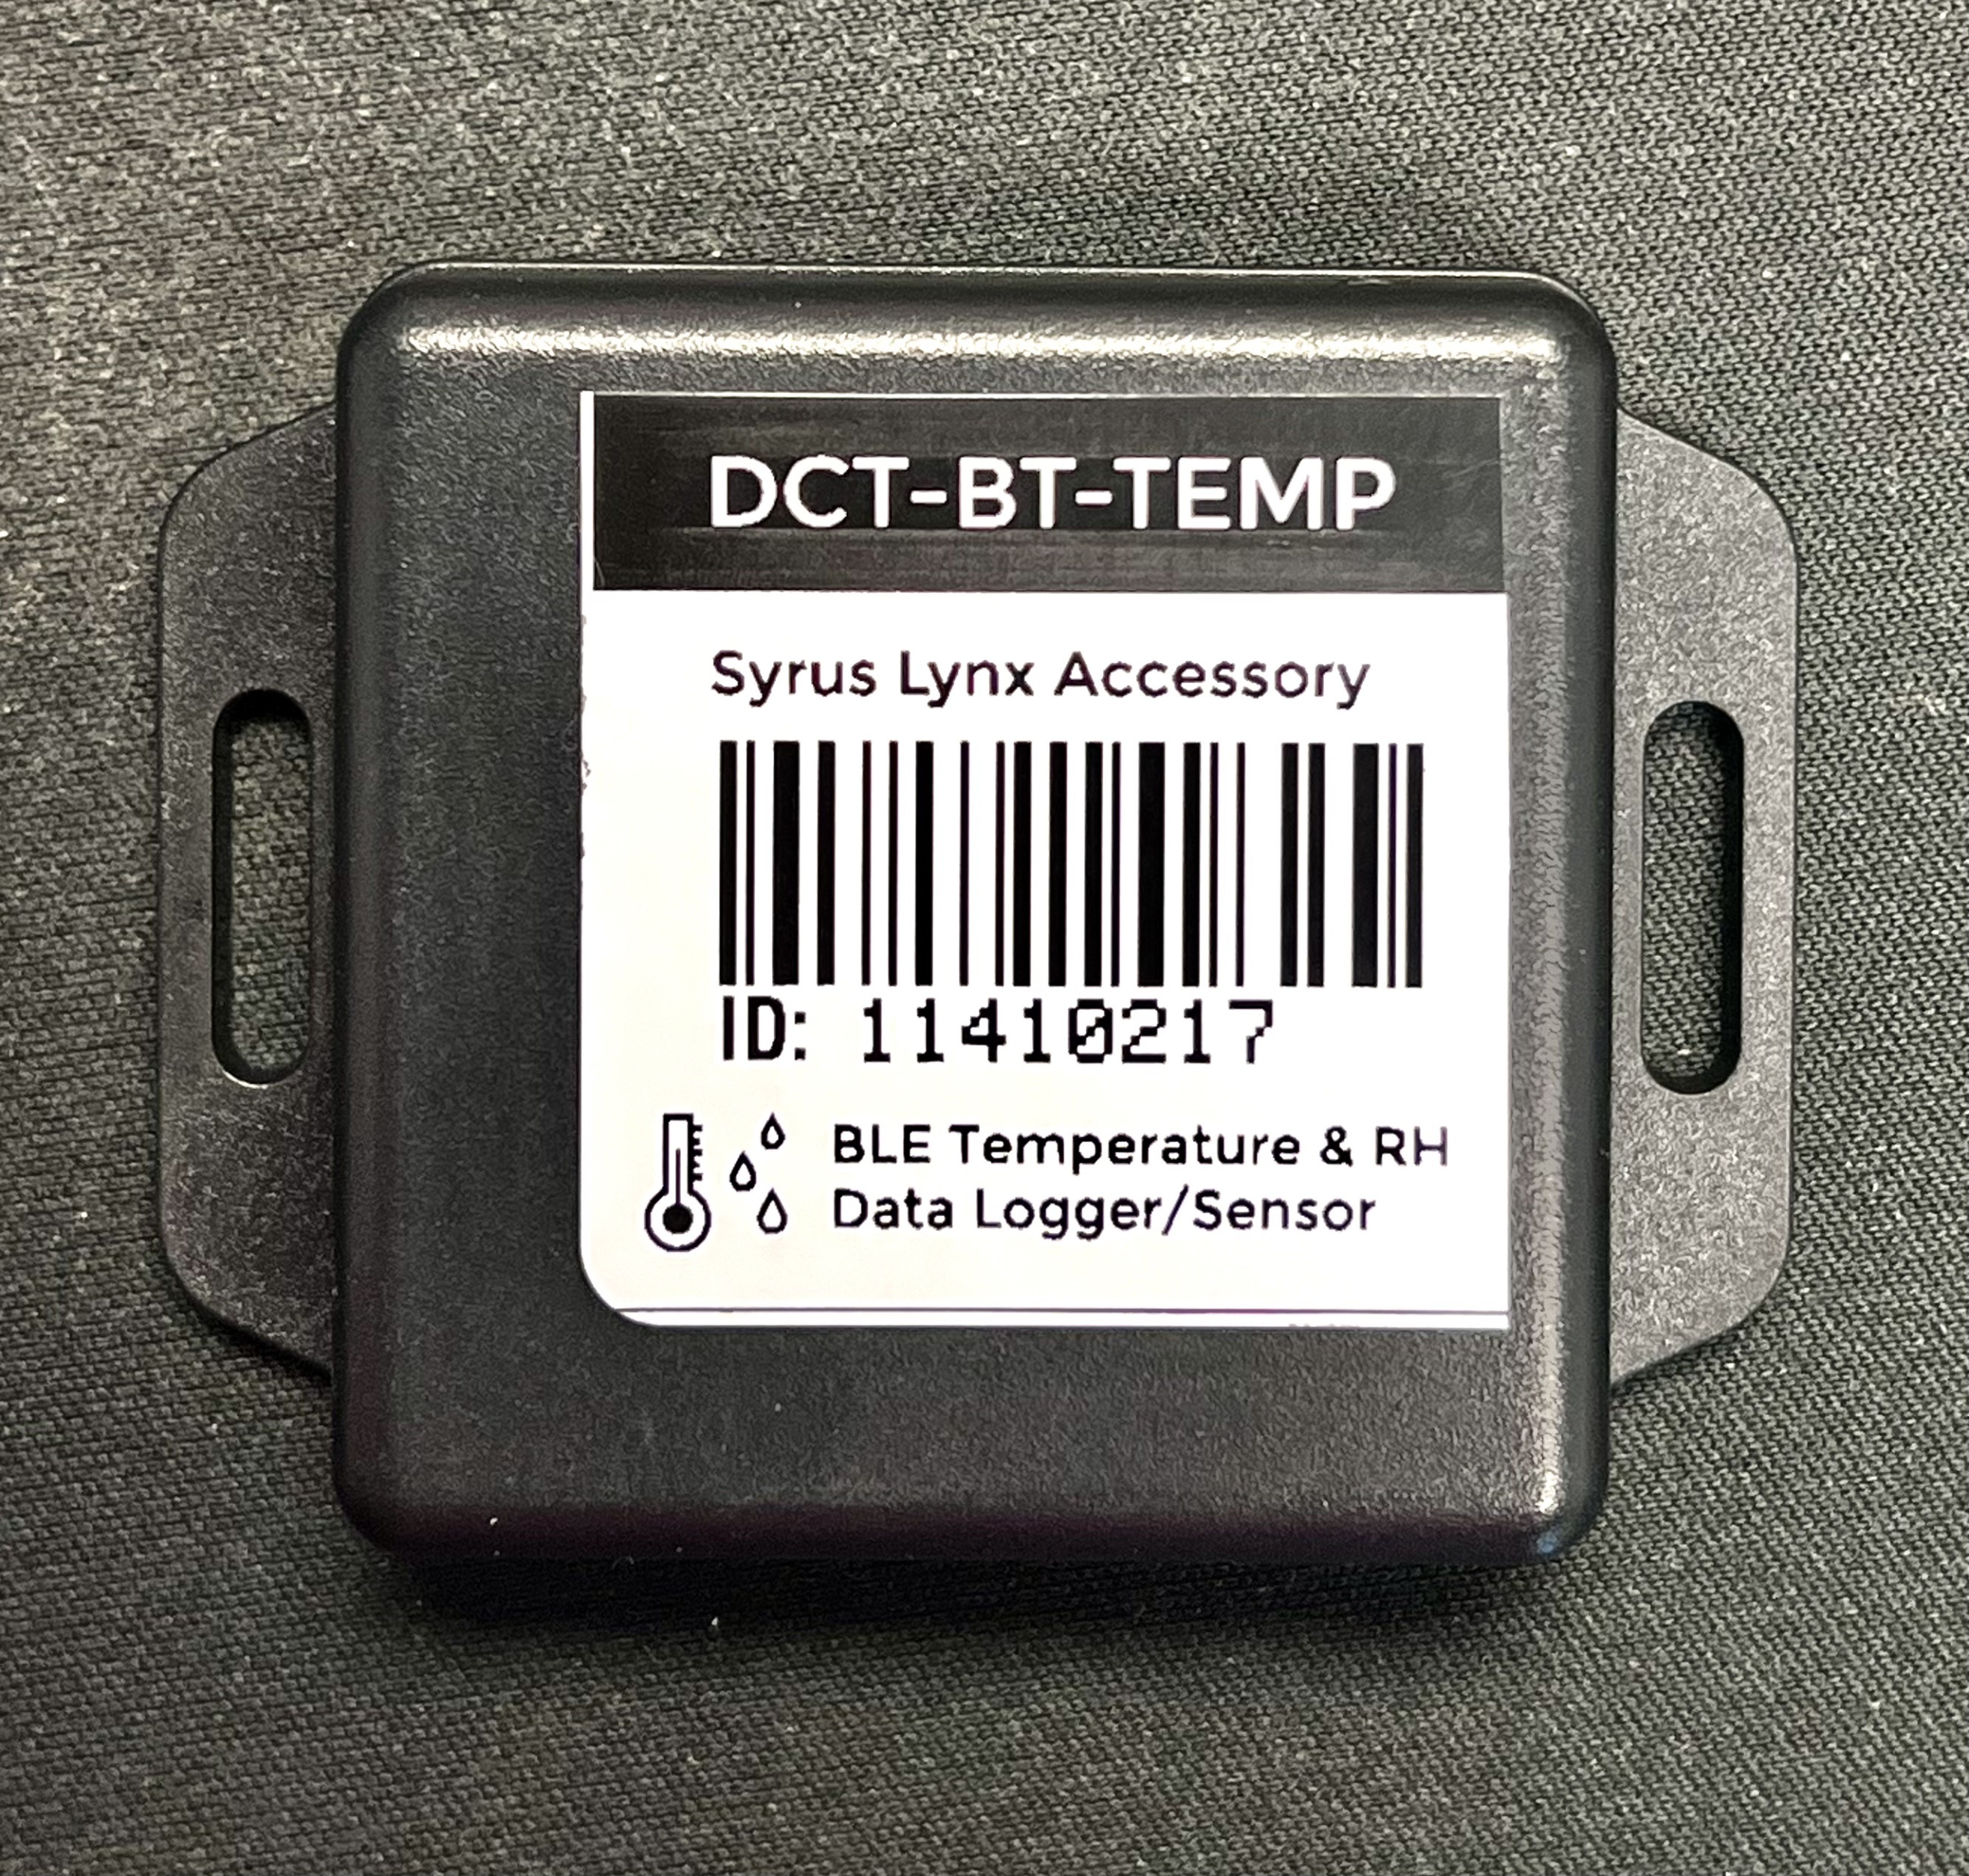 DCT-BT-TEMP
Syrus Lynx Accessory
ID: 11410217
BLE Temperature & RH
Data Logger/Sensor